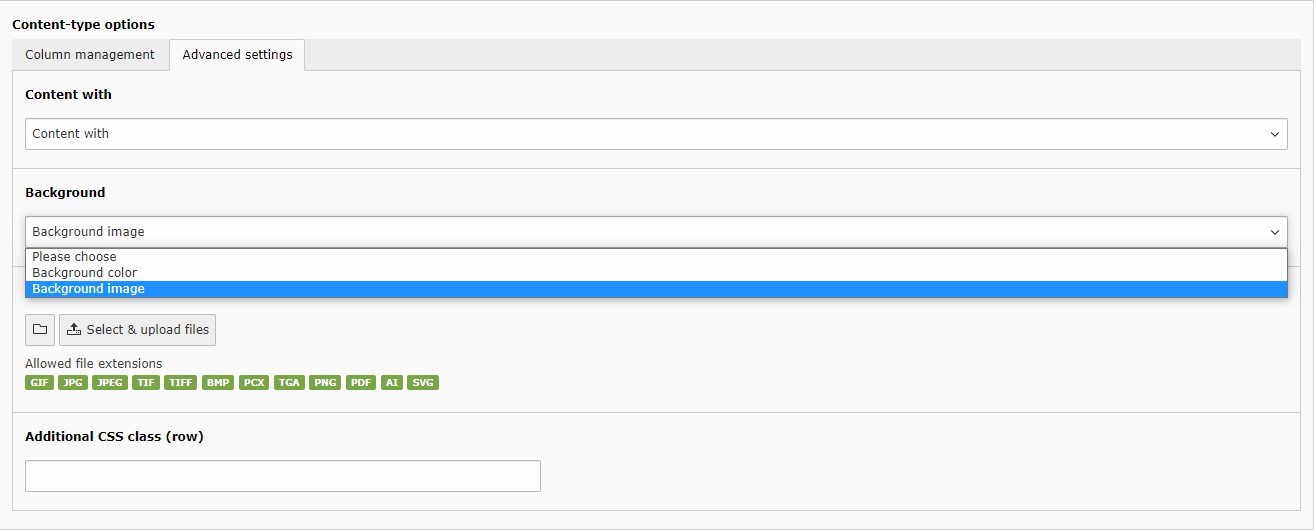 Content-type options
Column management Advanced settings
Content with
Content with
Background
Background image
Please choose
Background color
Background image
Select & upload files
Allowed file extensions
GIF JPG JPEG TIF TIFF BMP PCX TGA PNG PDF AI SVG
Additional CSS class (row)